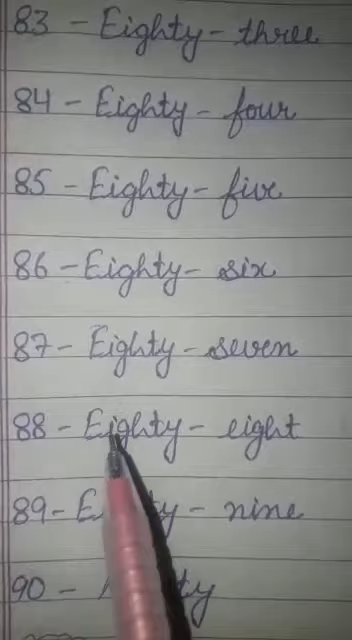 83 - Eighty - three
84 - Eighty - four
85 - Eighty - five
86 - Eighty - six
87 - Eighty - seven
88 - Eighty - eight
89 - Eighty - nine
90 -